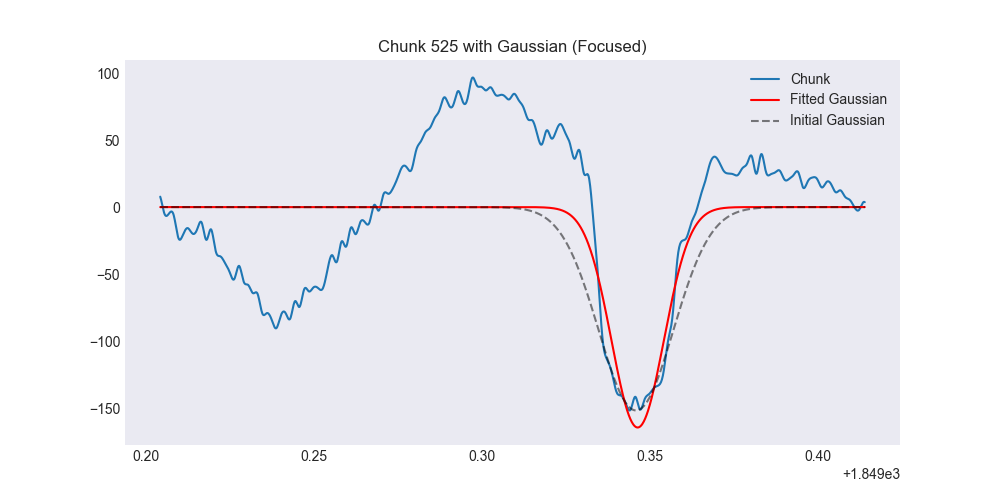 Chunk 525 with Gaussian (Focused)
Chunk
Fitted Gaussian
Initial Gaussian
100
50
0
−50
−100
−150
0.20 0.25 0.30 0.35 0.40
+1.849e3